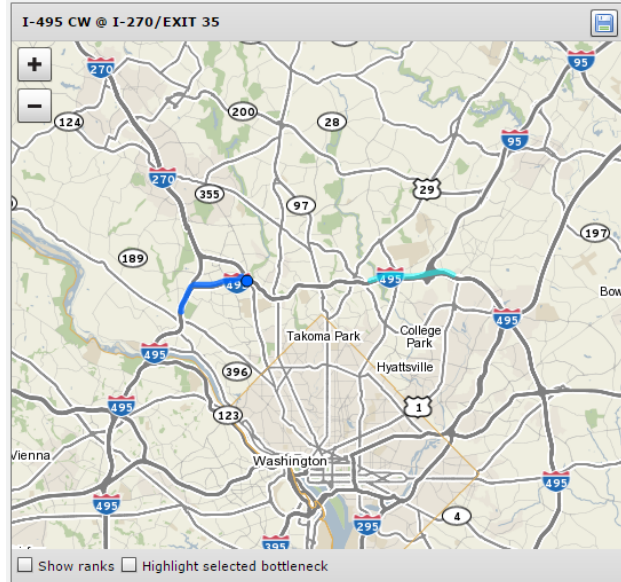 I-495 CW @ I-270/EXIT 35
+
−
270
95
124
200
28
95
270
355
97
29
189
197
495
495
Bow
495
495
Takoma Park
College
Park
Hyattsville
396
495
123
1
Vienna
Washington
495
495
295
4
395
Show ranks
Highlight selected bottleneck